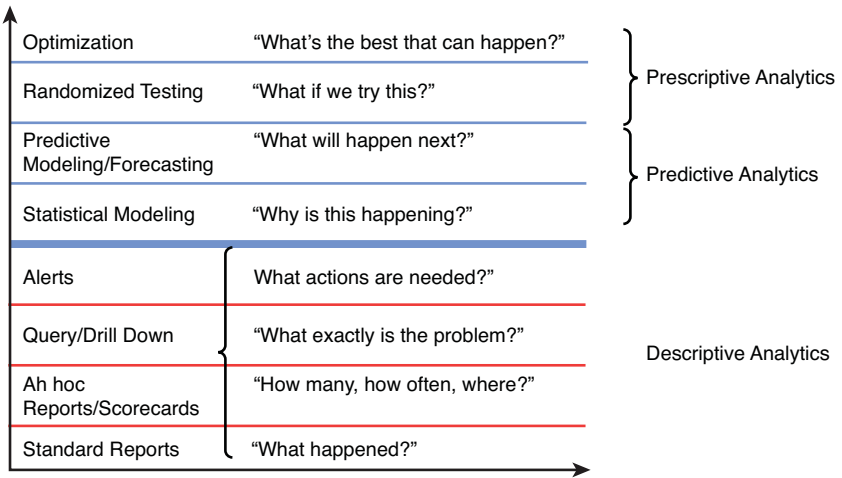 Optimization “What’s the best that can happen?”
Prescriptive Analytics
Randomized Testing “What if we try this?”
Predictive “What will happen next?”
Modeling/Forecasting
Predictive Analytics
Statistical Modeling “Why is this happening?”
Alerts What actions are needed?”
Query/Drill Down “What exactly is the problem?”
Descriptive Analytics
Ah hoc “How many, how often, where?”
Reports/Scorecards
Standard Reports “What happened?”